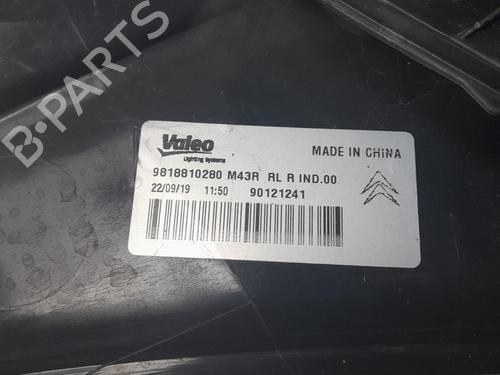 B-PARTS
Valeo
Lighting Systems
MADE IN CHINA
9818810280 M43R RL R IND.00
22/09/19 11:50 90121241